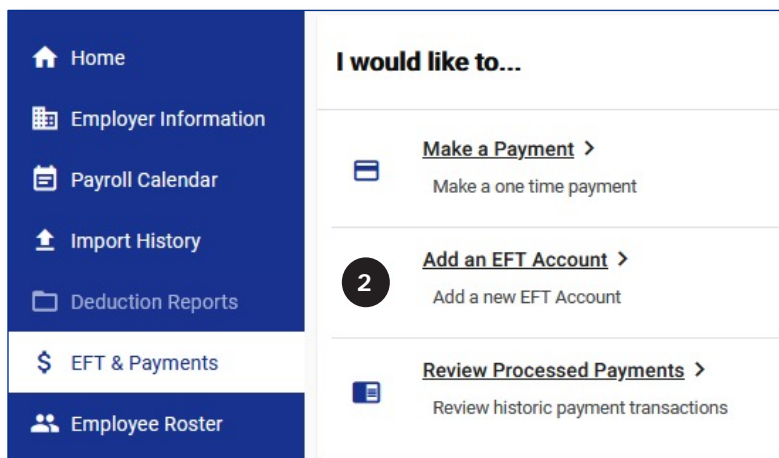 Home
Employer Information
Payroll Calendar
Import History
Deduction Reports
EFT & Payments
Employee Roster
I would like to...
Make a Payment >
Make a one time payment
2
Add an EFT Account >
Add a new EFT Account
Review Processed Payments >
Review historic payment transactions